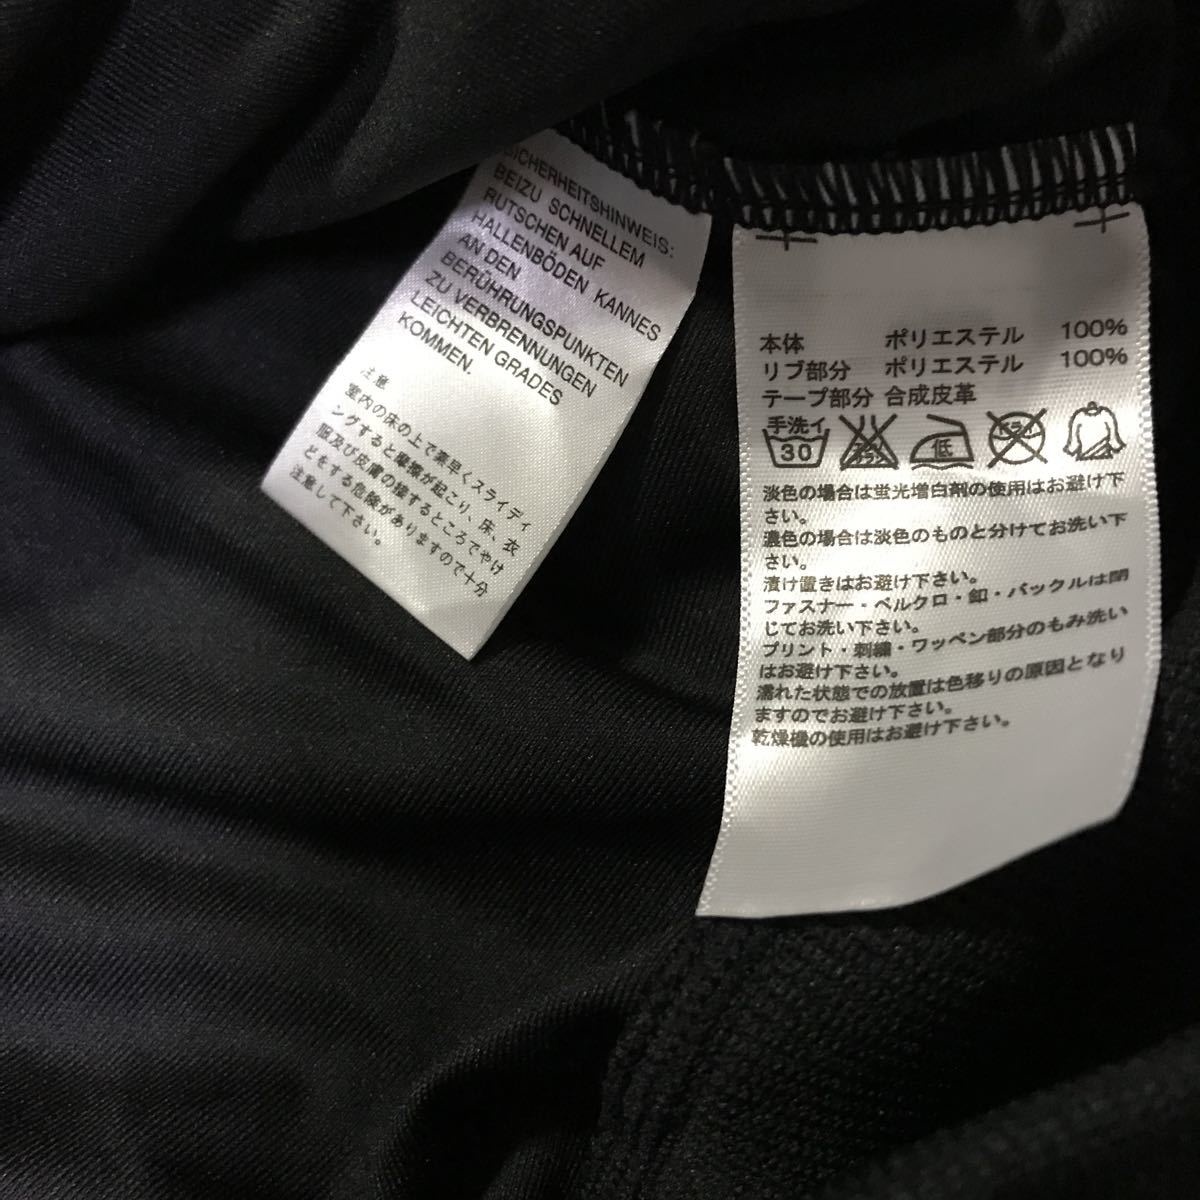 SICHERHEITSHINWEIS:
BEIZU SCHNELLEM
RUTSCHEN AUF
HALLENBÖDEN KANNES
AN DEN
BERÜHRUNGSPUNKTEN
ZU VERBRENNUNGEN
LEICHTEN GRADES
KOMMEN.
注意
室内の床の上で素早くスライディ
ングすると摩擦が起こり、床、衣
服及び皮膚の接するところでやけ
どをする危険がありますので十分
注意して下さい。
本体 ポリエステル 100%
リブ部分 ポリエステル 100%
テープ部分 合成皮革
手洗イ
30
エンソサラシ
低
ドライ
淡色の場合は蛍光増白剤の使用はお避け下
さい。
濃色の場合は淡色のものと分けてお洗い下
さい。
漬け置きはお避け下さい。
ファスナー・ベルクロ・釦・バックルは閉
じてお洗い下さい。
プリント・刺繍・ワッペン部分のもみ洗い
はお避け下さい。
濡れた状態での放置は色移りの原因となり
ますのでお避け下さい。
乾燥機の使用はお避け下さい。